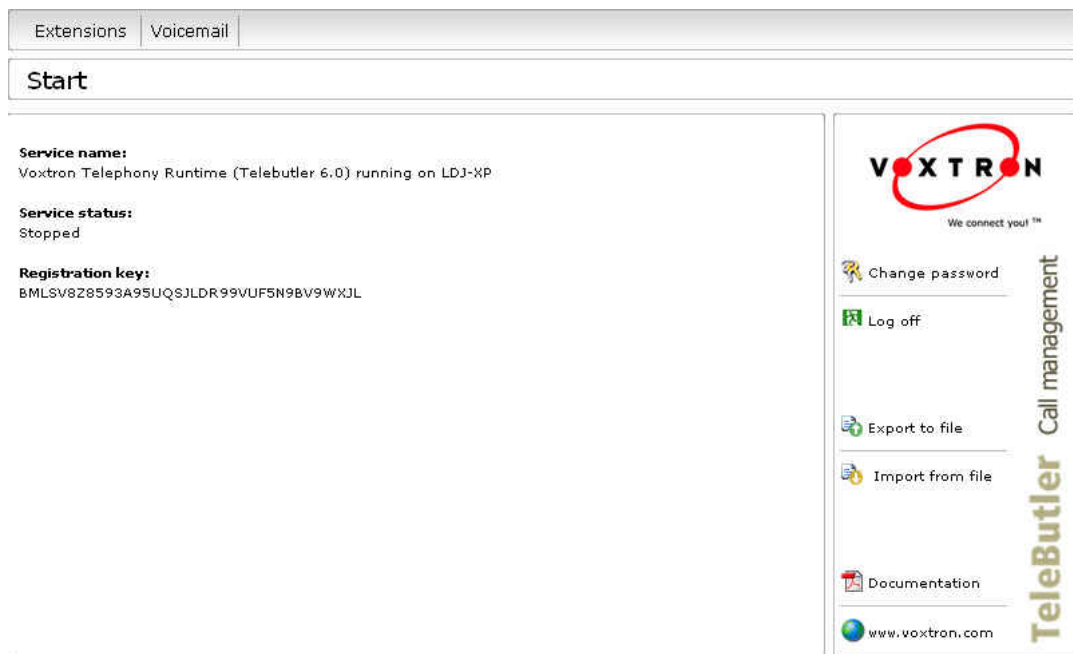 Extensions Voicemail
Start
Service name:
Voxtron Telephony Runtime (Telebutler 6.0) running on LDJ-XP
Service status:
Stopped
Registration key:
BMLSV8Z8593A95UQSJLDR99VUF5N9BV9WXJL
VOXTRON
We connect you! ™
Change password
Log off
Export to file
Import from file
Documentation
www.voxtron.com
TeleButler Call management